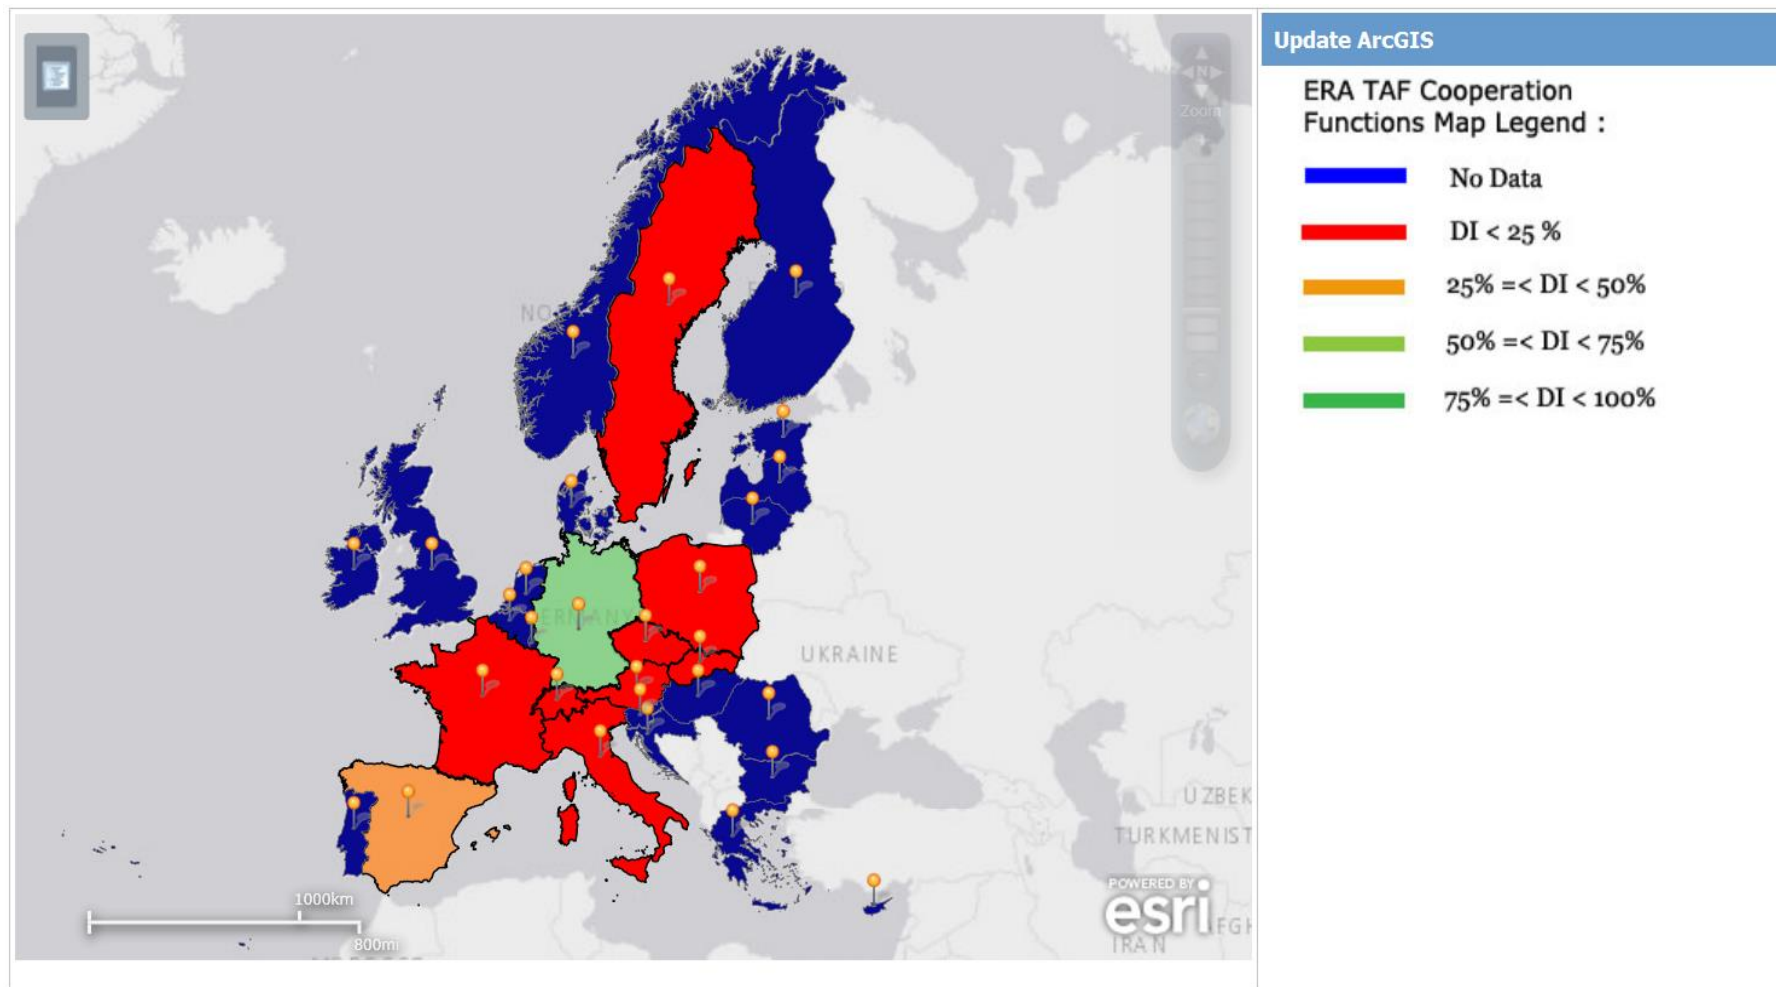 Update ArcGIS
ERA TAF Cooperation
Functions Map Legend :
No Data
DI < 25 %
25% =< DI < 50%
50% =< DI < 75%
75% =< DI < 100%
N
Zoom
UKRAINE
UZBEK
TURKMENIST
1000km
800mi
POWERED BY
esri
IRAN